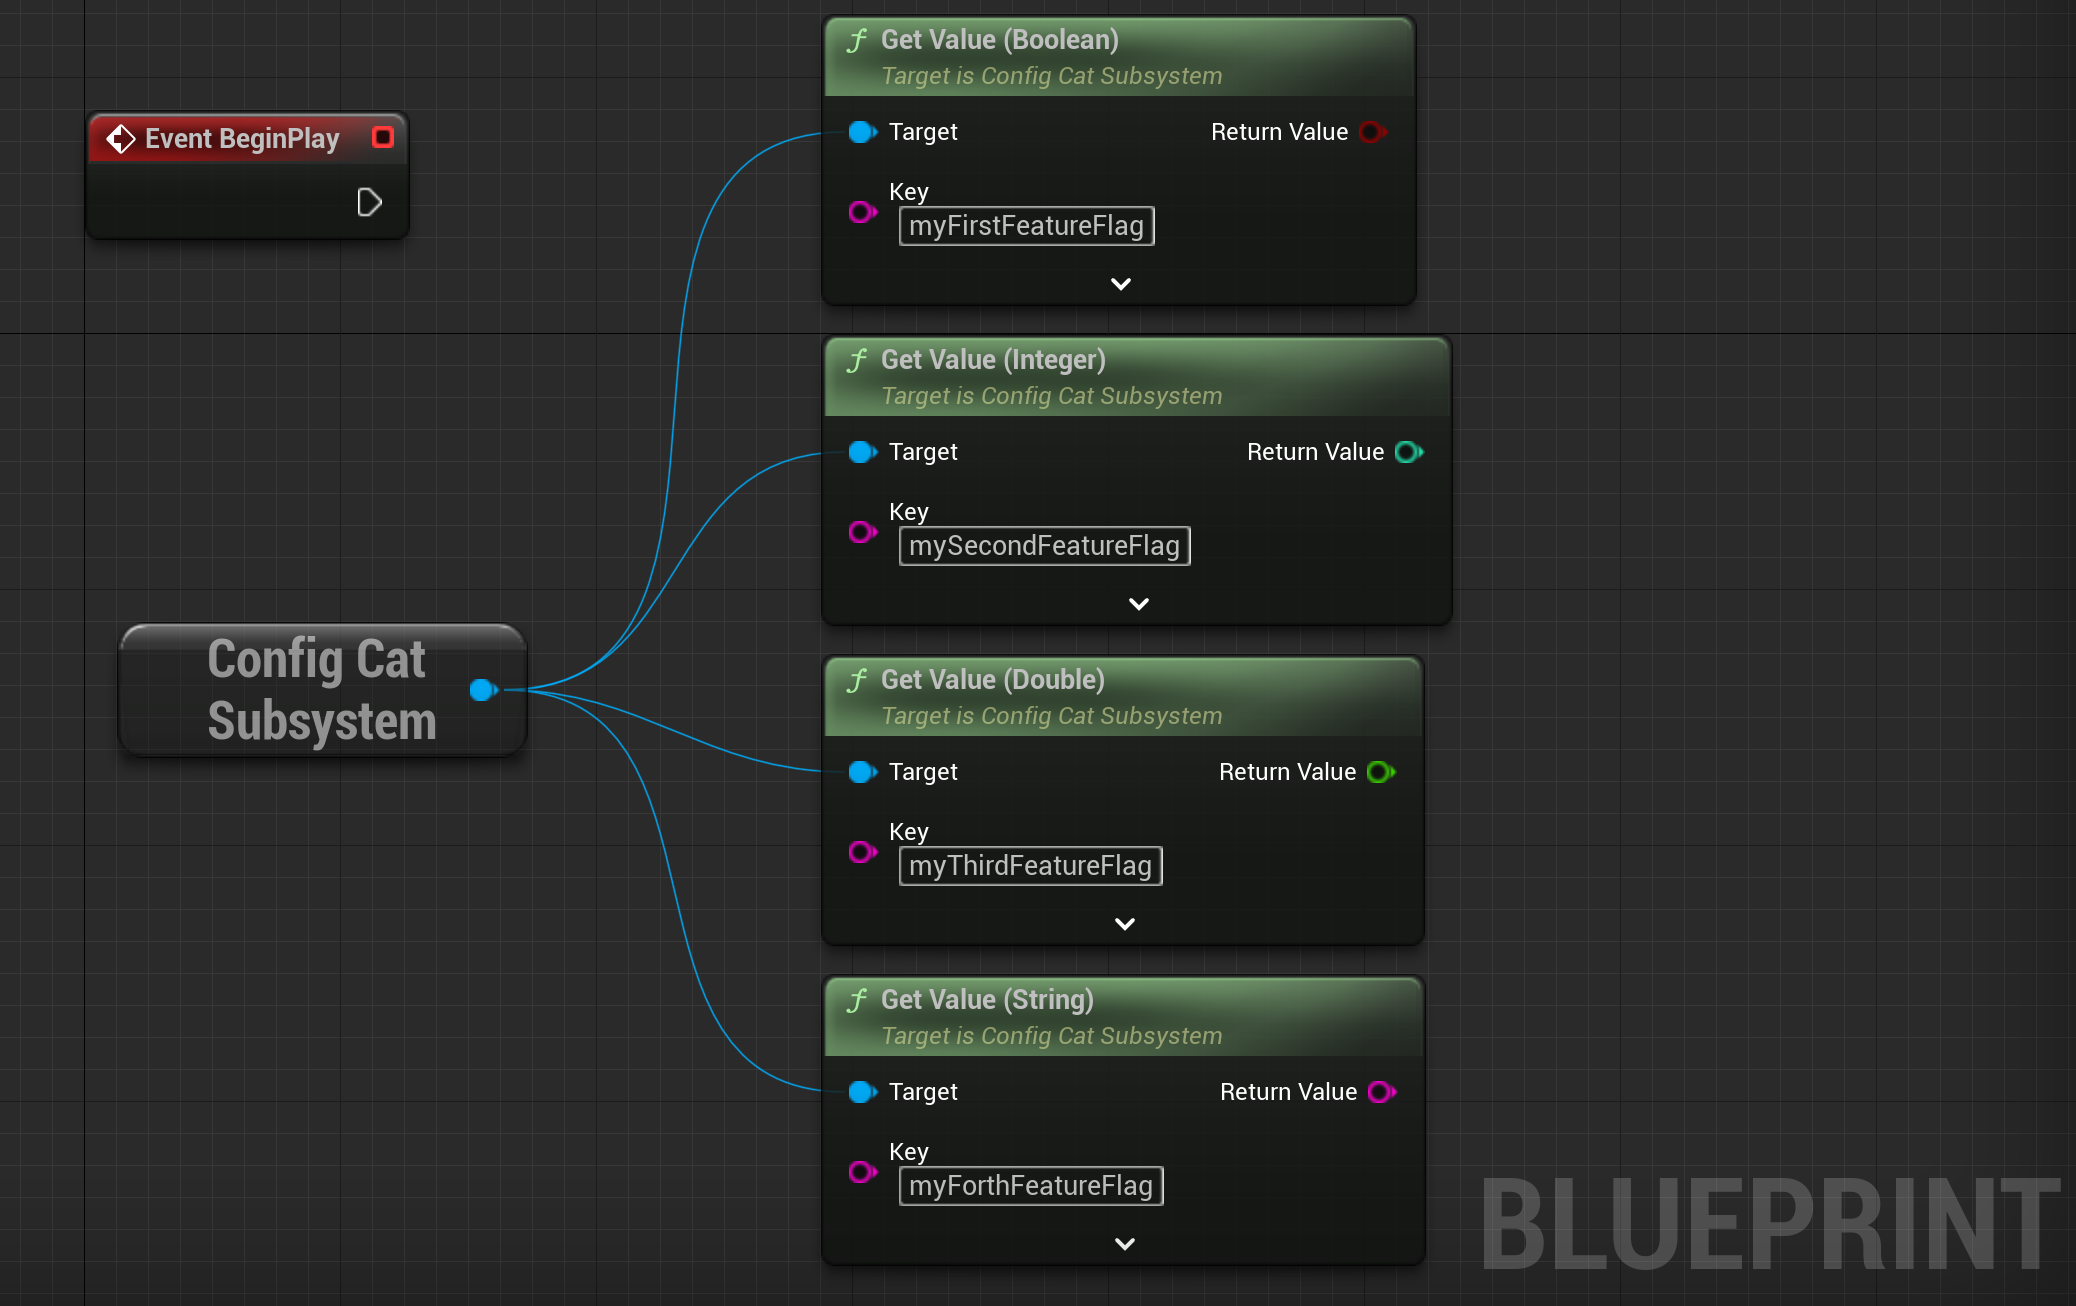 Event BeginPlay
Config Cat
Subsystem
f Get Value (Boolean)
Target is Config Cat Subsystem
Target Return Value
Key
myFirstFeatureFlag
f Get Value (Integer)
Target is Config Cat Subsystem
Target Return Value
Key
mySecondFeatureFlag
f Get Value (Double)
Target is Config Cat Subsystem
Target Return Value
Key
myThirdFeatureFlag
f Get Value (String)
Target is Config Cat Subsystem
Target Return Value
Key
myForthFeatureFlag
BLUEPRINT